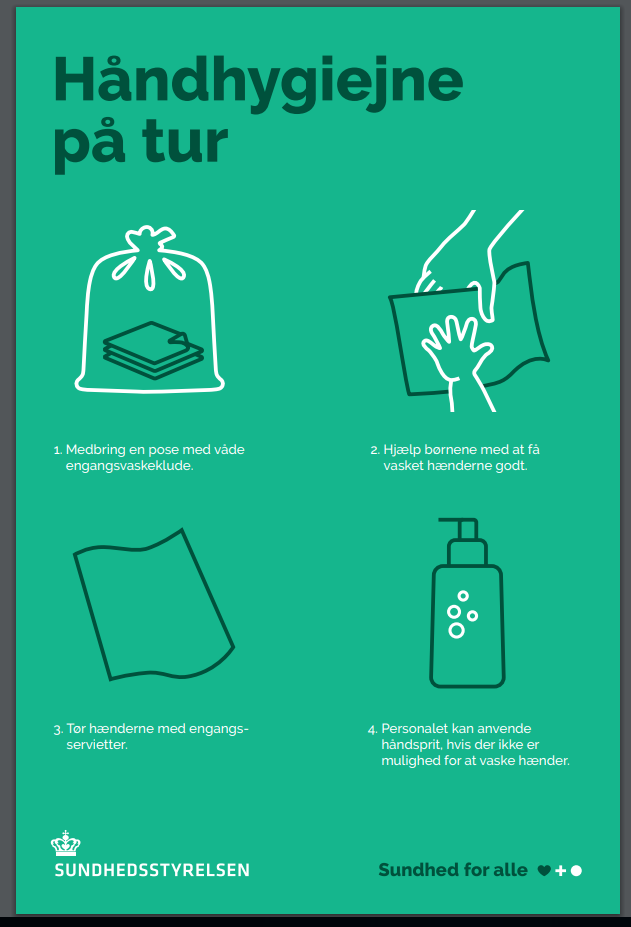 Håndhygiejne
på tur
1. Medbring en pose med våde
engangsvaskeklude.
2. Hjælp børnene med at få
vasket hænderne godt.
3. Tør hænderne med engangs-
servietter.
4. Personalet kan anvende
håndsprit, hvis der ikke er
mulighed for at vaske hænder.
SUNDHEDSSTYRELSEN
Sundhed for alle